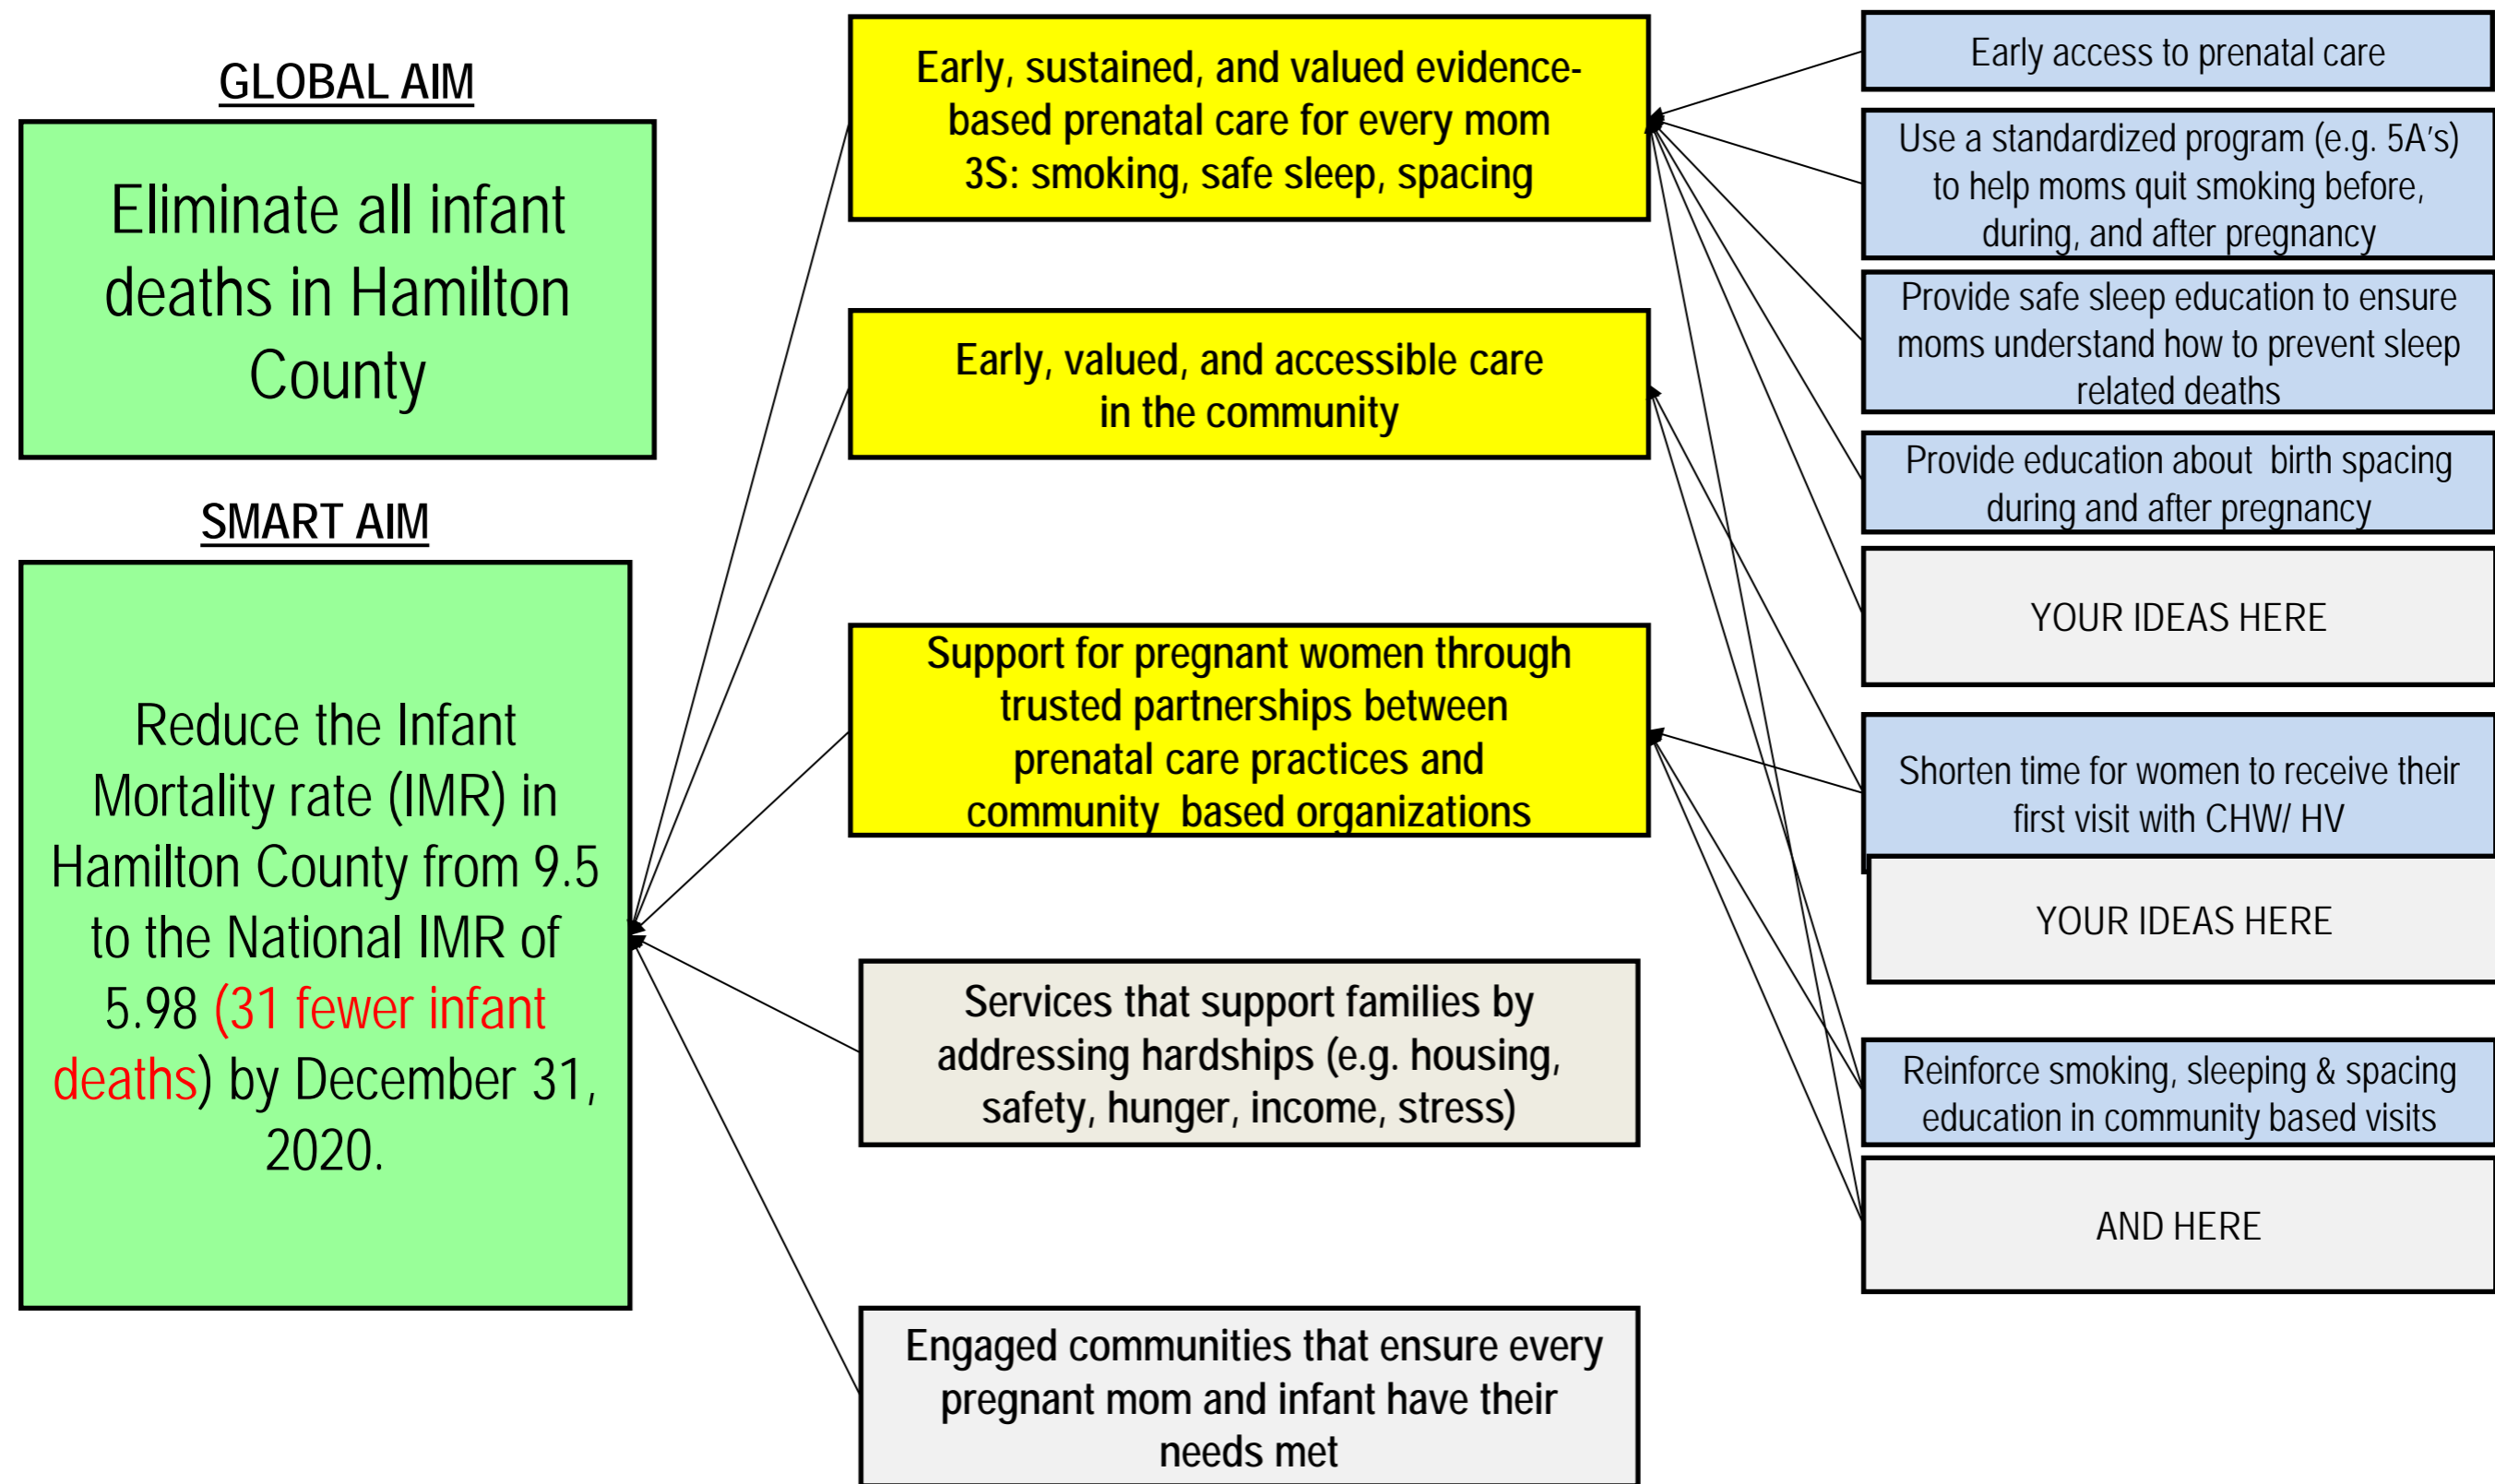 GLOBAL AIM
Eliminate all infant
deaths in Hamilton
County
SMART AIM
Reduce the Infant
Mortality rate (IMR) in
Hamilton County from 9.5
to the National IMR of
5.98 (31 fewer infant
deaths) by December 31,
2020.
Early, sustained, and valued evidence-
based prenatal care for every mom
3S: smoking, safe sleep, spacing
Early, valued, and accessible care
in the community
Support for pregnant women through
trusted partnerships between
prenatal care practices and
community based organizations
Services that support families by
addressing hardships (e.g. housing,
safety, hunger, income, stress)
Engaged communities that ensure every
pregnant mom and infant have their
needs met
Early access to prenatal care
Use a standardized program (e.g. 5A's)
to help moms quit smoking before,
during, and after pregnancy
Provide safe sleep education to ensure
moms understand how to prevent sleep
related deaths
Provide education about birth spacing
during and after pregnancy
YOUR IDEAS HERE
Shorten time for women to receive their
first visit with CHW/ HV
YOUR IDEAS HERE
Reinforce smoking, sleeping & spacing
education in community based visits
AND HERE